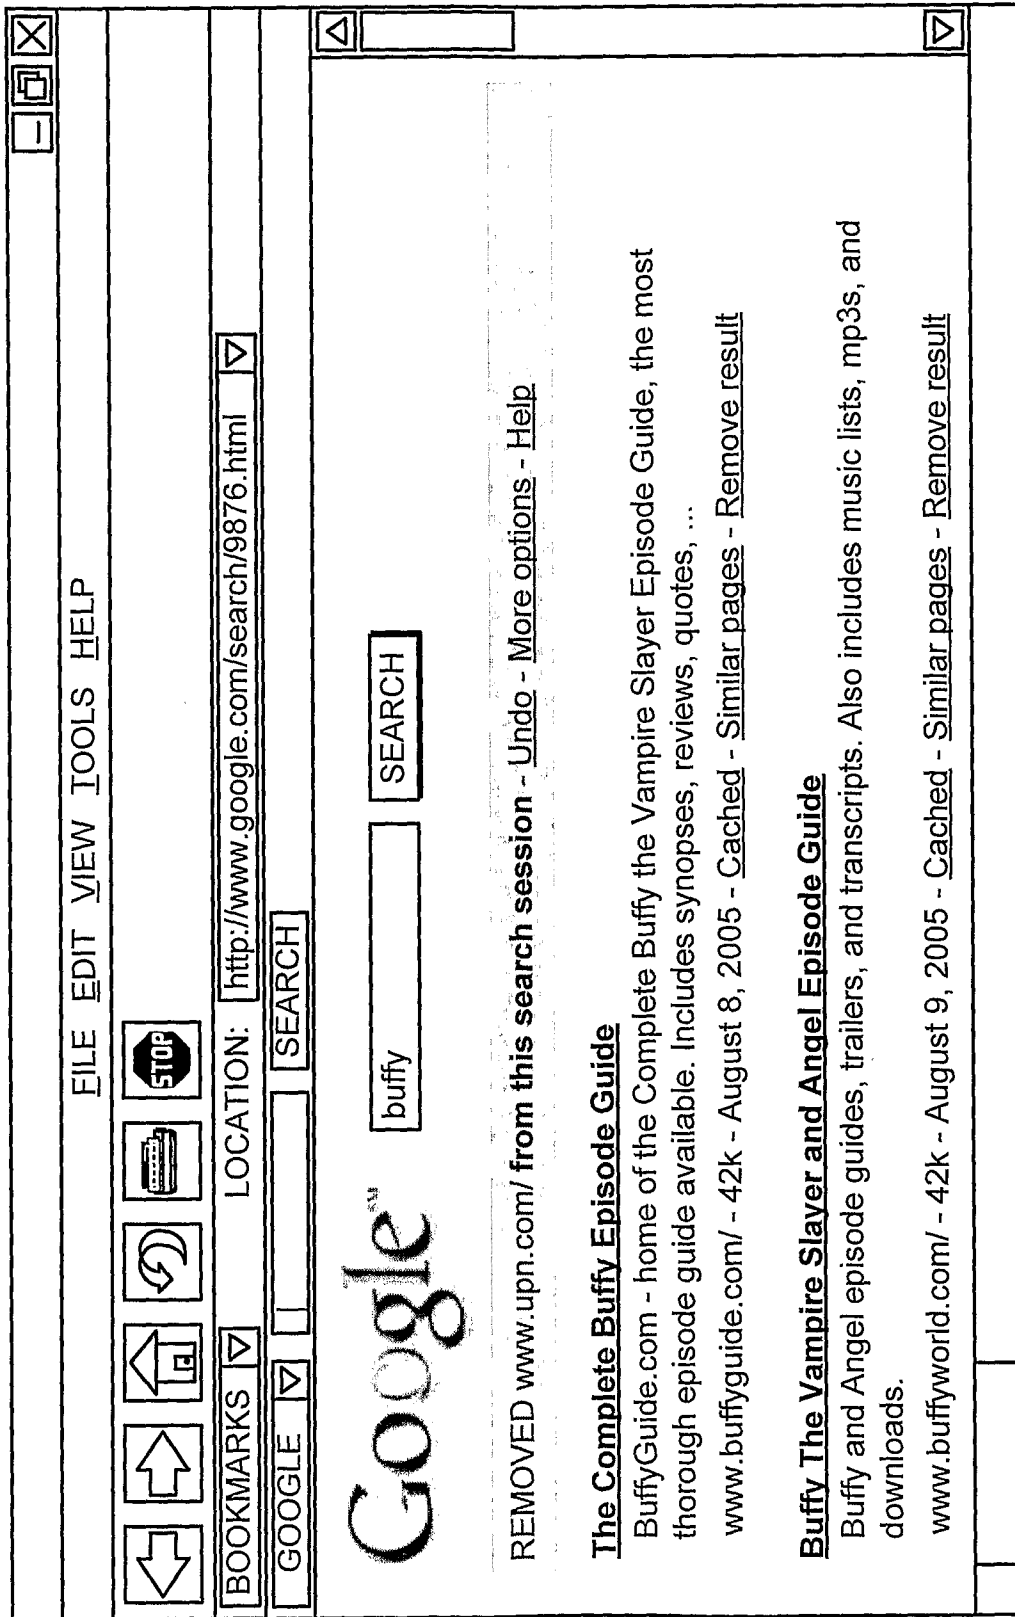 FILE EDIT VIEW TOOLS HELP
STOP
BOOKMARKS LOCATION: http://www.google.com/search/9876.html
GOOGLE SEARCH
Google℠ buffy SEARCH
REMOVED www.upn.com/ from this search session - Undo - More options - Help
The Complete Buffy Episode Guide
BuffyGuide.com - home of the Complete Buffy the Vampire Slayer Episode Guide, the most
thorough episode guide available. Includes synopses, reviews, quotes, ...
www.buffyguide.com/ - 42k - August 8, 2005 - Cached - Similar pages - Remove result
Buffy The Vampire Slayer and Angel Episode Guide
Buffy and Angel episode guides, trailers, and transcripts. Also includes music lists, mp3s, and
downloads.
www.buffyworld.com/ - 42k - August 9, 2005 - Cached - Similar pages - Remove result